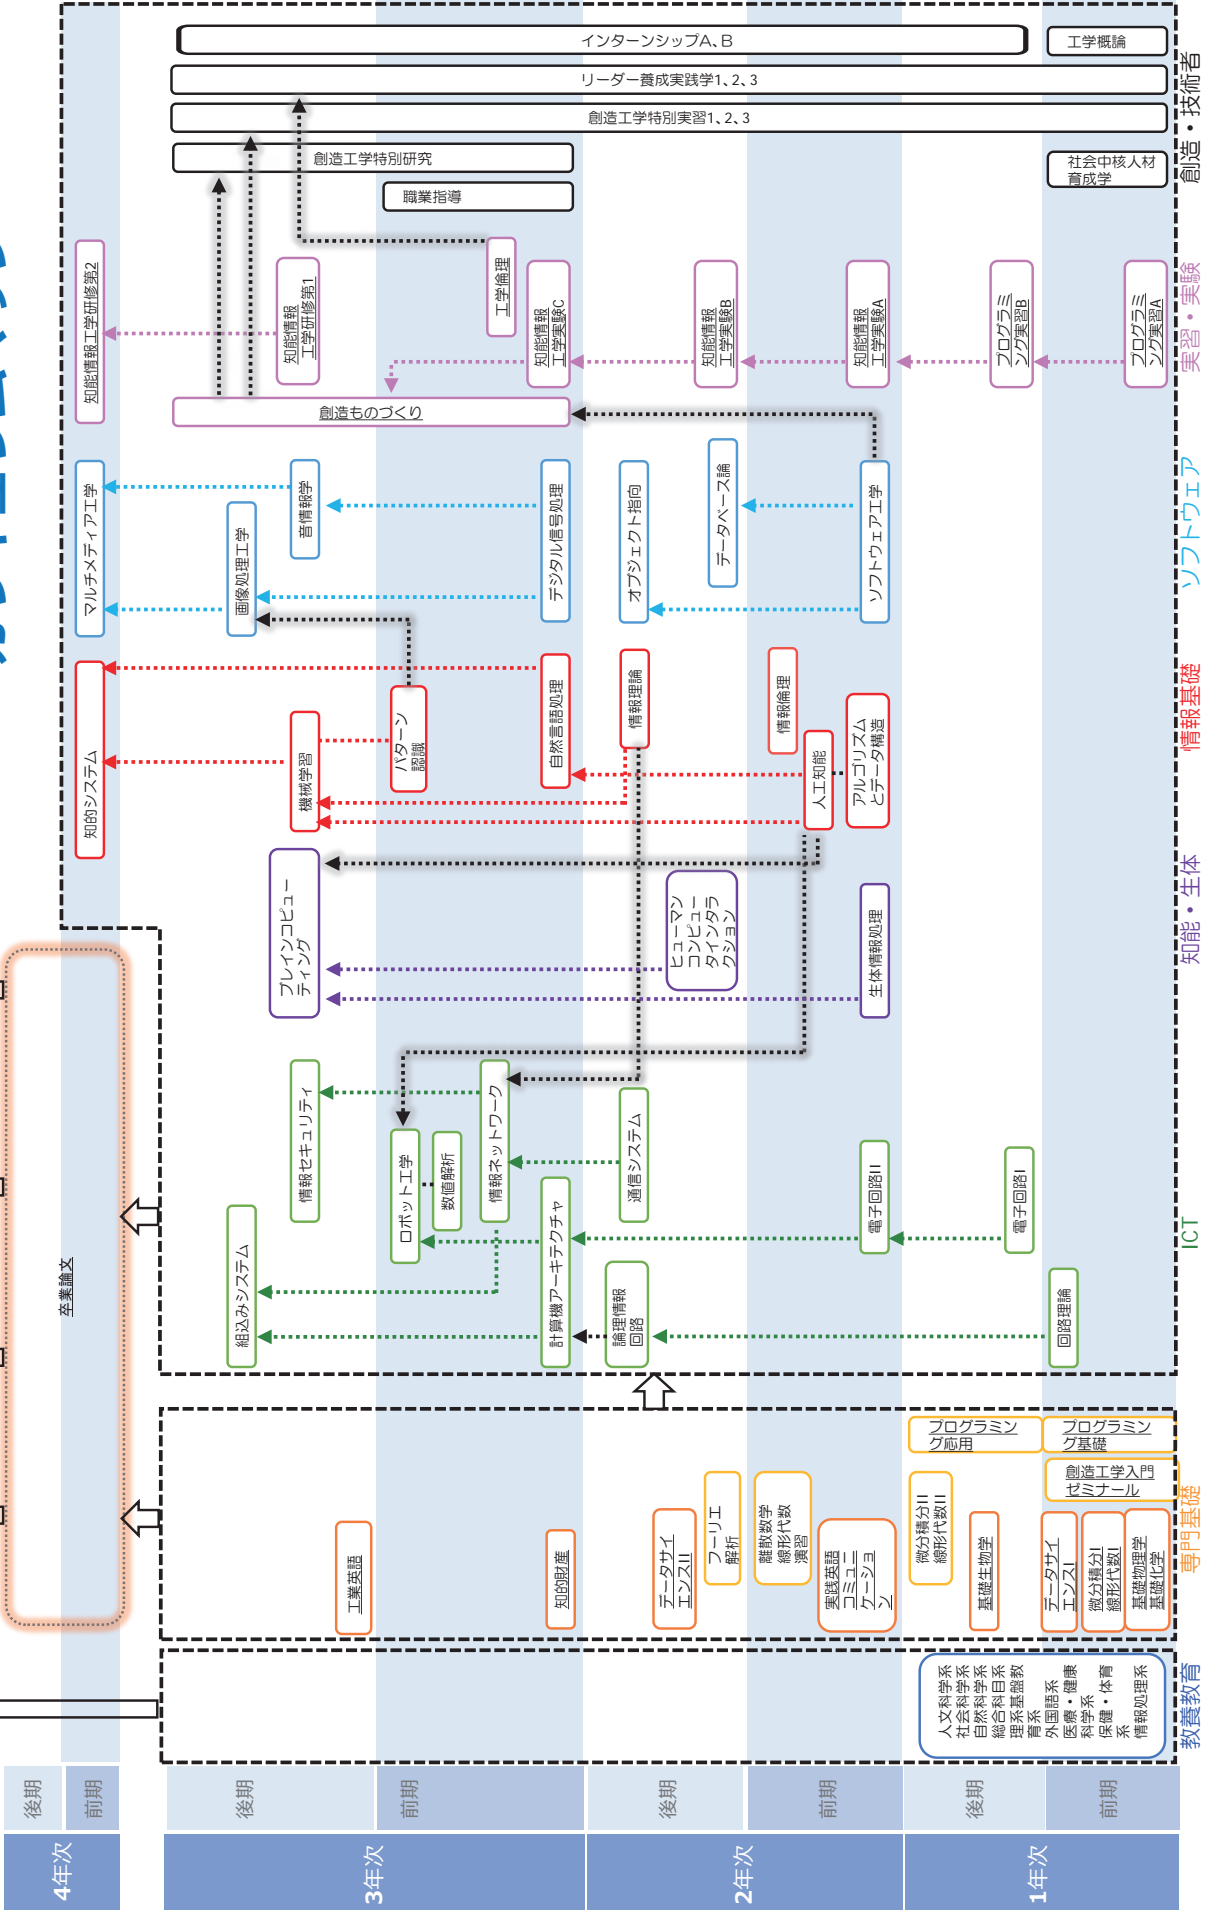 4年次
3年次
2年次
1年次
後期
前期
後期
前期
後期
前期
後期
前期
教養教育
専門基礎
ICT
知能・生体
情報基礎
ソフトウェア
実習・実験
創造・技術者
卒業論文
人文科学系
社会科学系
自然科学系
総合科目系
理系基盤教
育系
外国語系
医療・健康
科学系
保健・体育
系
情報処理系
工業英語
知的財産
データサイ
エンスII
フーリエ
解析
離散数学
線形代数
演習
実践英語
コミュニ
ケーショ
ン
プログラミン
グ応用
プログラミン
グ基礎
創造工学入門
ゼミナール
微分積分II
線形代数II
基礎生物学
データサイ
エンスI
微分積分I
線形代数I
基礎物理学
基礎化学
組込みシステム
情報セキュリティ
ロボット工学
数値解析
情報ネットワーク
計算機アーキテクチャ
論理情報
回路
通信システム
電子回路II
電子回路I
回路理論
ブレインコピュー
ティング
ヒューマン
コンピュー
タインタラ
クション
生体情報処理
知的システム
機械学習
パターン
認識
自然言語処理
情報理論
情報倫理
人工知能
アルゴリズム
とデータ構造
マルチメディア工学
画像処理工学
音情報学
デジタル信号処理
オブジェクト指向
データベース論
ソフトウェア工学
知能情報工学研修第2
知能情報
工学研修第1
創造ものづくり
工学倫理
知能情報
工学実験C
知能情報
工学実験B
知能情報
工学実験A
プログラミ
ング実習B
プログラミ
ング実習A
インターンシップA、B
工学概論
リーダー養成実践学1、2、3
創造工学特別実習1、2、3
創造工学特別研究
職業指導
社会中核人材
育成学